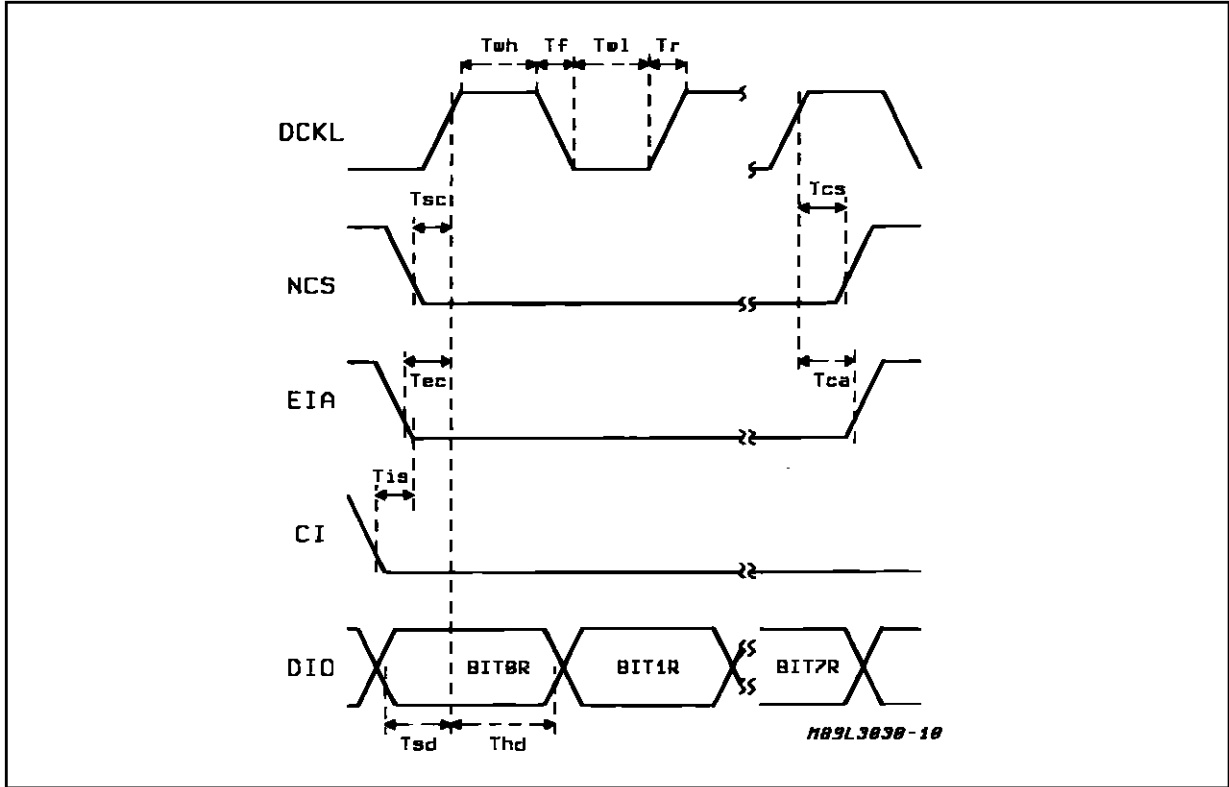 Twh Tf Twl Tr
DCKL
Tsc
Tcs
NCS
Tec
Tca
EIA
Tis
CI
DIO
BIT0R
BIT1R
BIT7R
Tsd
Thd
M89L3030-10